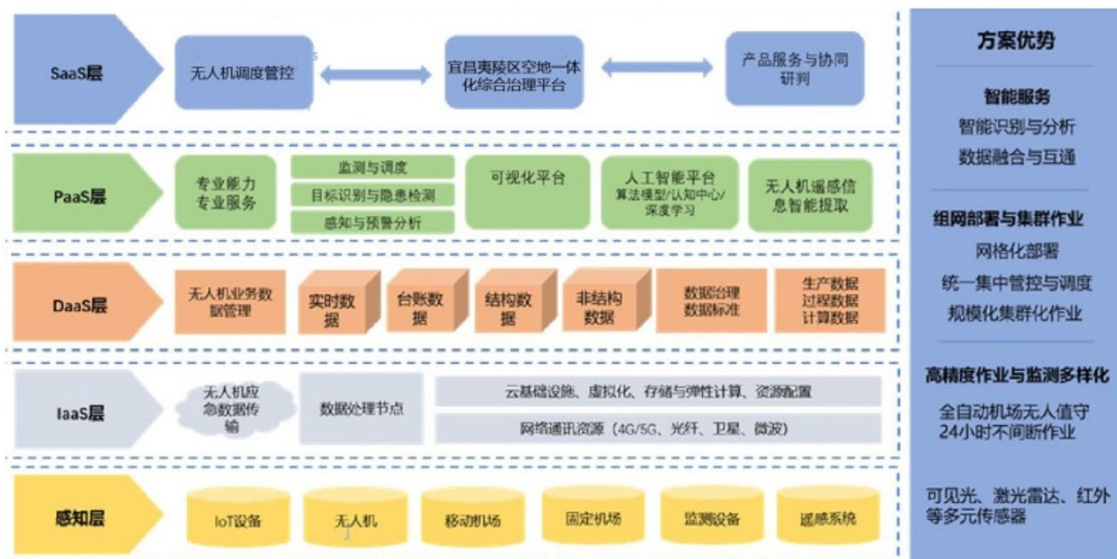 SaaS层
无人机调度管控
宜昌夷陵区空地一体
化综合治理平台
产品服务与协同
研判
PaaS层
专业能力
专业服务
监测与调度
目标识别与隐患检测
感知与预警分析
可视化平台
人工智能平台
算法模型/认知中心/
深度学习
无人机遥感信
息智能提取
DaaS层
无人机业务数
据管理
实时数
据
台账数
据
结构数
据
非结构
数据
数据治理
数据标准
生产数据
过程数据
计算数据
IaaS层
无人机应
急数据传
输
数据处理节点
云基础设施、虚拟化、存储与弹性计算、资源配置
网络通讯资源（4G/5G、光纤、卫星、微波）
感知层
IoT设备
无人机
移动机场
固定机场
监测设备
遥感系统
方案优势
智能服务
智能识别与分析
数据融合与互通
组网部署与集群作业
网格化部署
统一集中管控与调度
规模化集群化作业
高精度作业与监测多样化
全自动机场无人值守
24小时不间断作业
可见光、激光雷达、红外
等多元传感器